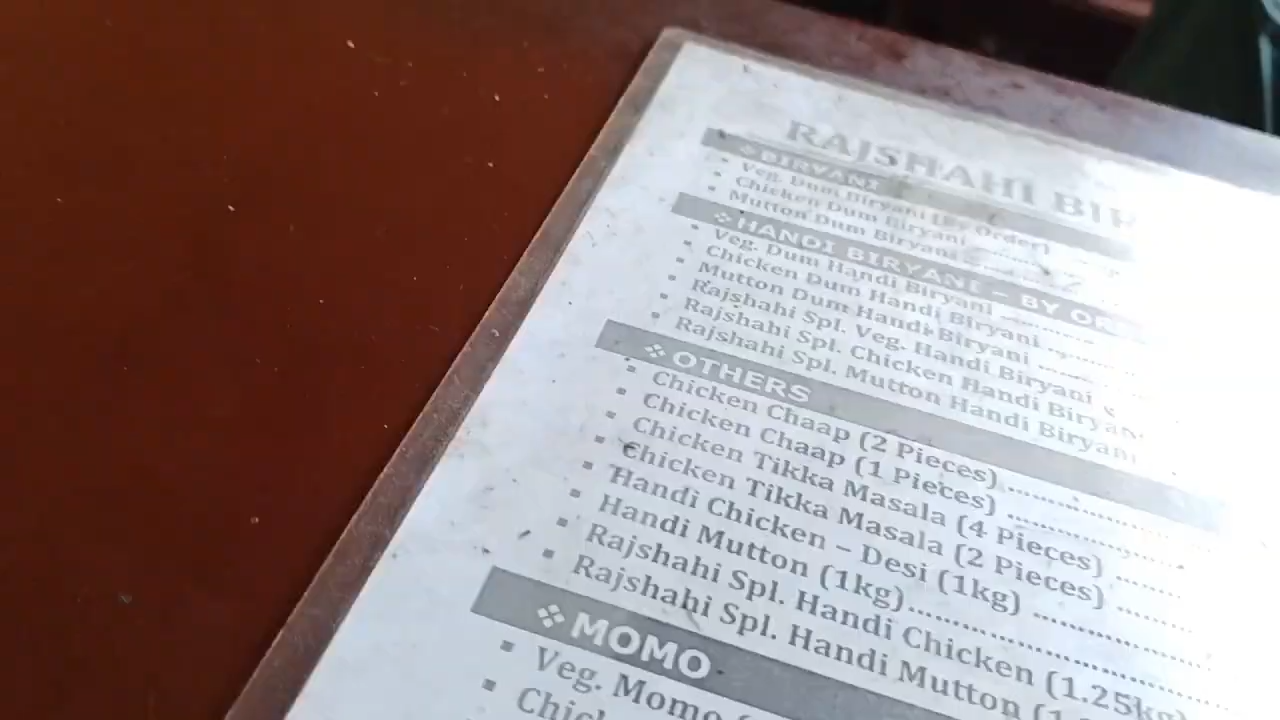 RAJSHAHI BIR
❖BIRYANI
▪ Veg. Dum Biryani (By Order)
▪ Chicken Dum Biryani
▪ Mutton Dum Biryani
❖HANDI BIRYANI – BY OR
▪ Veg. Dum Handi Biryani
▪ Chicken Dum Handi Biryani
▪ Mutton Dum Handi Biryani
▪ Rajshahi Spl. Veg. Handi Biryani
▪ Rajshahi Spl. Chicken Handi Biryani
▪ Rajshahi Spl. Mutton Handi Biryani
❖OTHERS
▪ Chicken Chaap (2 Pieces)
▪ Chicken Chaap (1 Pieces)
▪ Chicken Tikka Masala (4 Pieces)
▪ Chicken Tikka Masala (2 Pieces)
▪ Handi Chicken – Desi (1kg)
▪ Handi Mutton (1kg)
▪ Rajshahi Spl. Handi Chicken (1.25kg)
▪ Rajshahi Spl. Handi Mutton
❖MOMO
▪ Veg. Momo